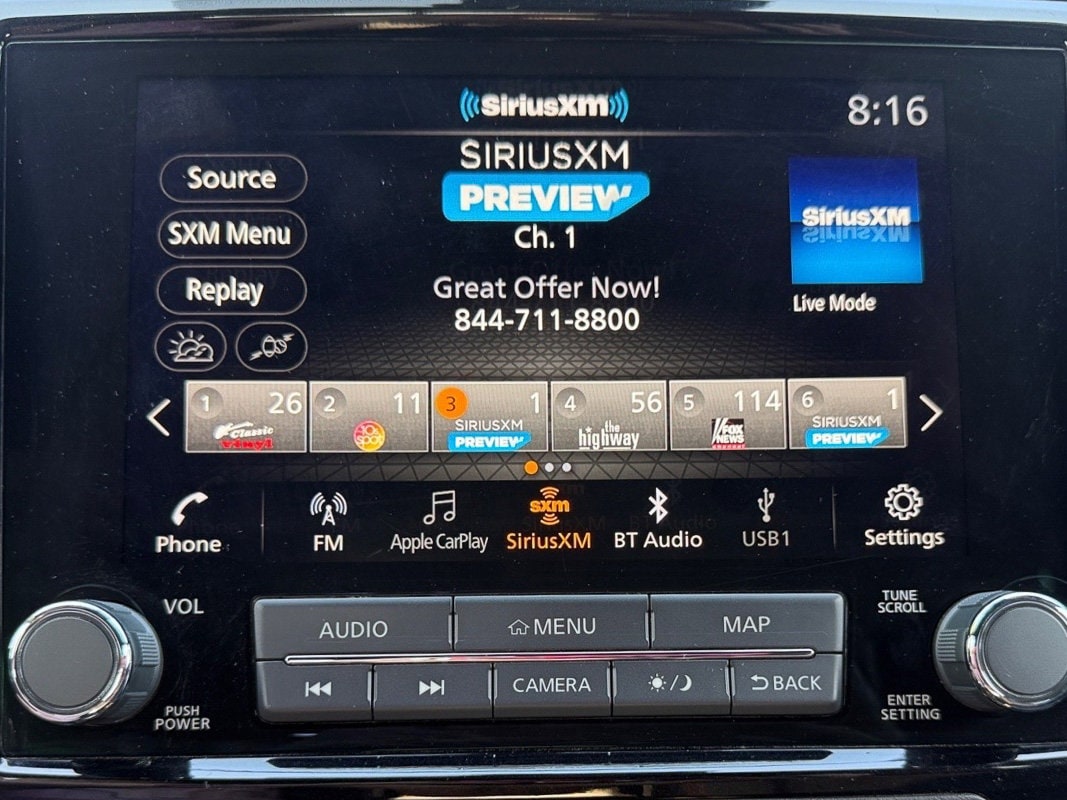 SiriusXM
8:16
SIRIUSXM
PREVIEW
Ch. 1
Source
SXM Menu
Replay
Great Offer Now!
844-711-8800
SiriusXM
Live Mode
1 26
Classic
2 11
10s
spot
3 1
SIRIUSXM
PREVIEW
4 56
the
highway
5 114
FOX
NEWS
6 1
SIRIUSXM
PREVIEW
Phone
FM
Apple CarPlay
sxm
SiriusXM
BT Audio
USB1
Settings
VOL
PUSH
POWER
AUDIO
MENU
MAP
CAMERA
BACK
TUNE
SCROLL
ENTER
SETTING